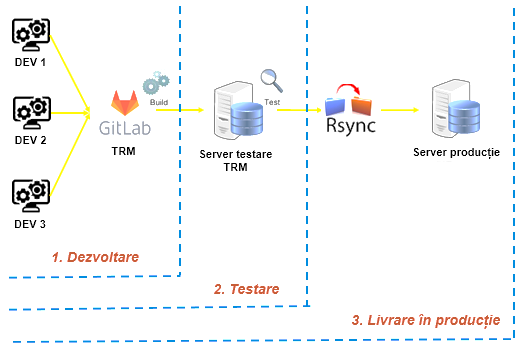 DEV 1
DEV 2
DEV 3
Build
GitLab
TRM
Test
Server testare
TRM
Rsync
Server producție
1. Dezvoltare
2. Testare
3. Livrare în producție